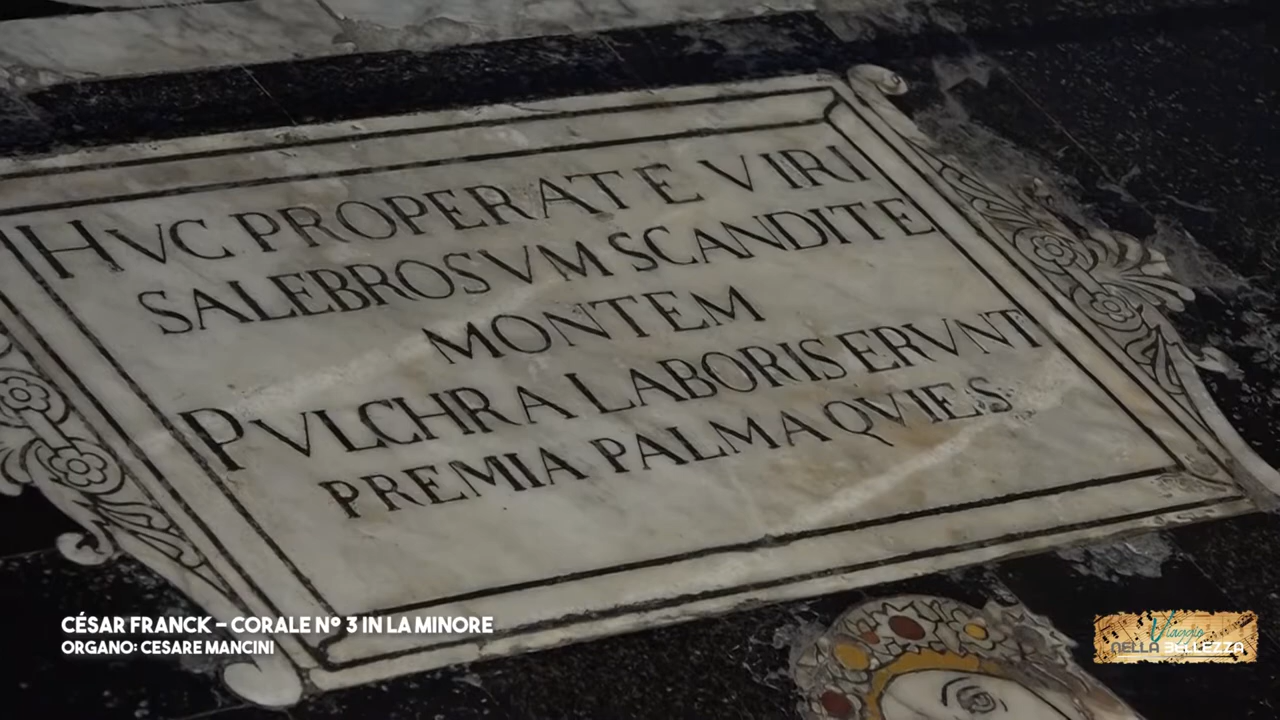 HVC PROPERATE VIRI
SALEBROSVM SCANDITE
MONTEM
PVLCHRA LABORIS ERVNT
PREMIA PALMA QVIES
CÉSAR FRANCK – CORALE Nº 3 IN LA MINORE
ORGANO: CESARE MANCINI
Viaggio
NELLA BELLEZZA